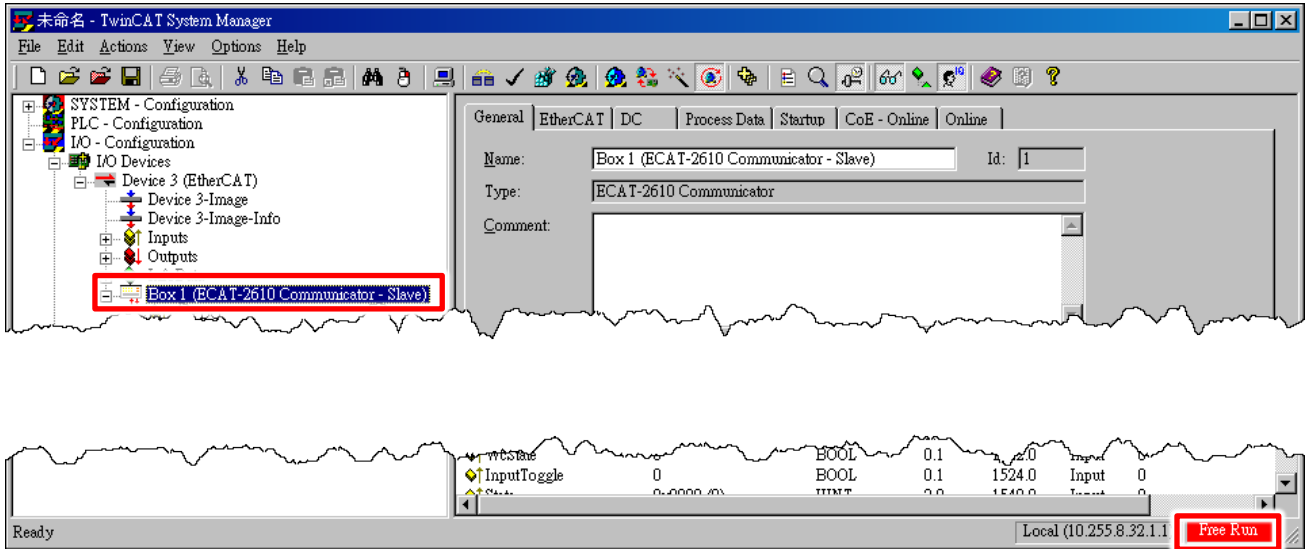 未命名 - TwinCAT System Manager
File Edit Actions View Options Help
SYSTEM - Configuration
PLC - Configuration
I/O - Configuration
I/O Devices
Device 3 (EtherCAT)
Device 3-Image
Device 3-Image-Info
Inputs
Outputs
Box 1 (ECAT-2610 Communicator - Slave)
General EtherCAT DC Process Data Startup CoE - Online Online
Name: Box 1 (ECAT-2610 Communicator - Slave) Id: 1
Type: ECAT-2610 Communicator
Comment:
WcState BOOL 0.1
InputToggle 0 BOOL 0.1 1524.0 Input 0
Ready Local (10.255.8.32.1.1 Free Run